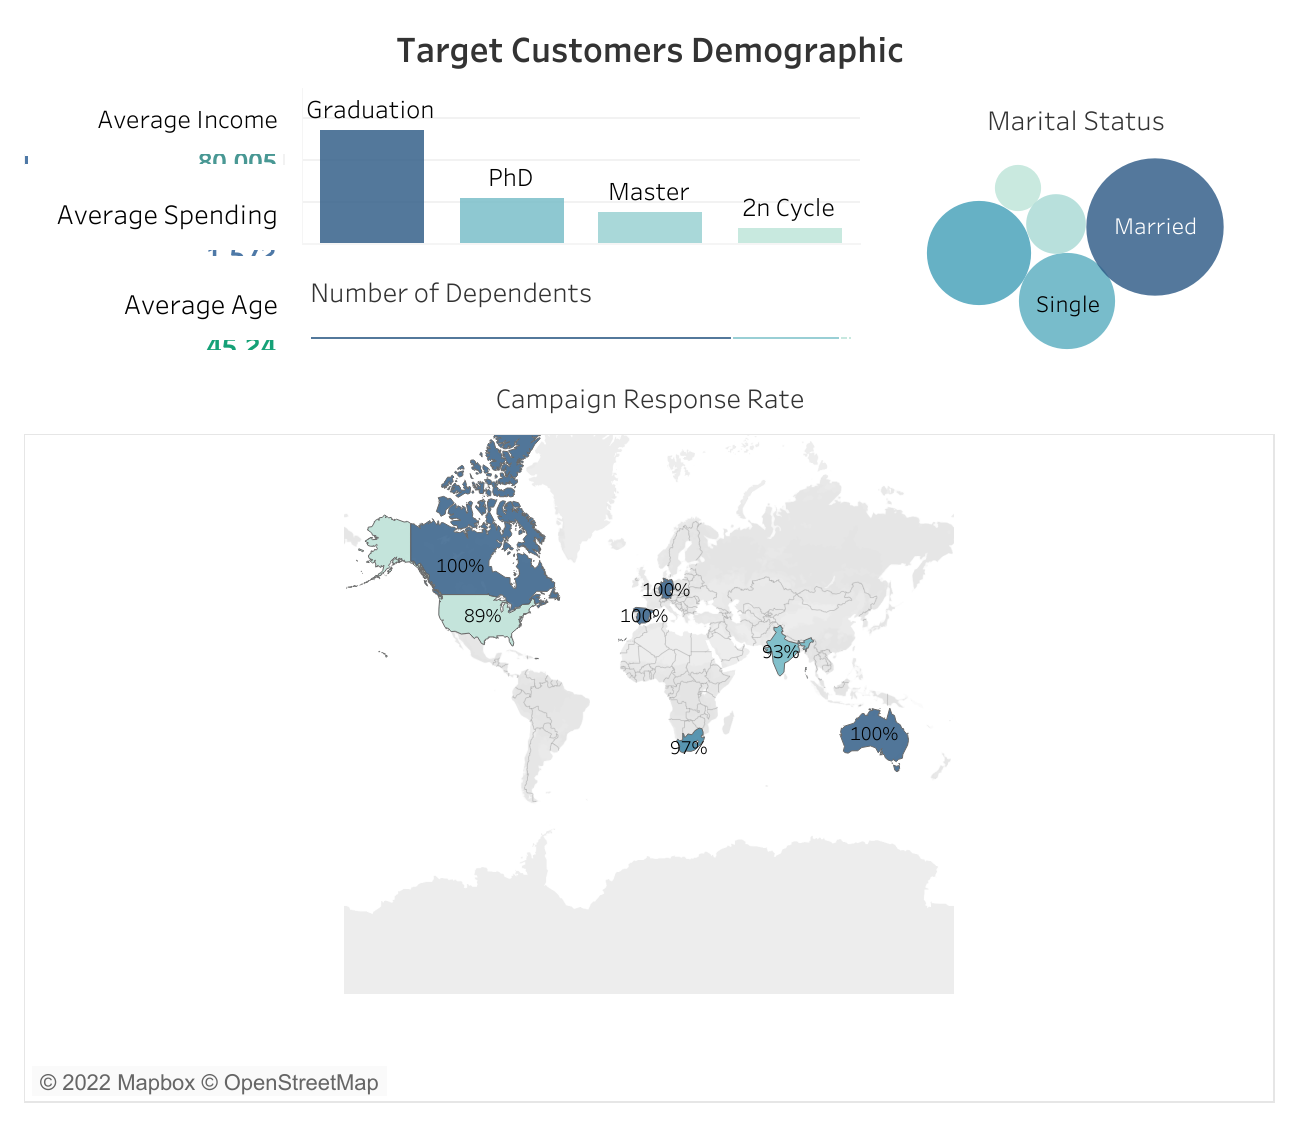 Target Customers Demographic
Average Income
80,005
Average Spending
1,572
Average Age
45.24
Graduation
PhD
Master
2n Cycle
Number of Dependents
Marital Status
Married
Single
Campaign Response Rate
100%
89%
100%
100%
93%
97%
100%
© 2022 Mapbox © OpenStreetMap